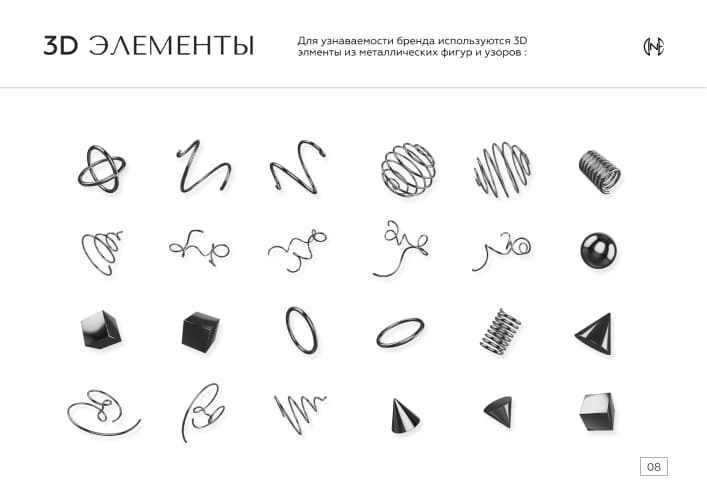 3D ЭЛЕМЕНТЫ
Для узнаваемости бренда используются 3D
элменты из металлических фигур и узоров :
08